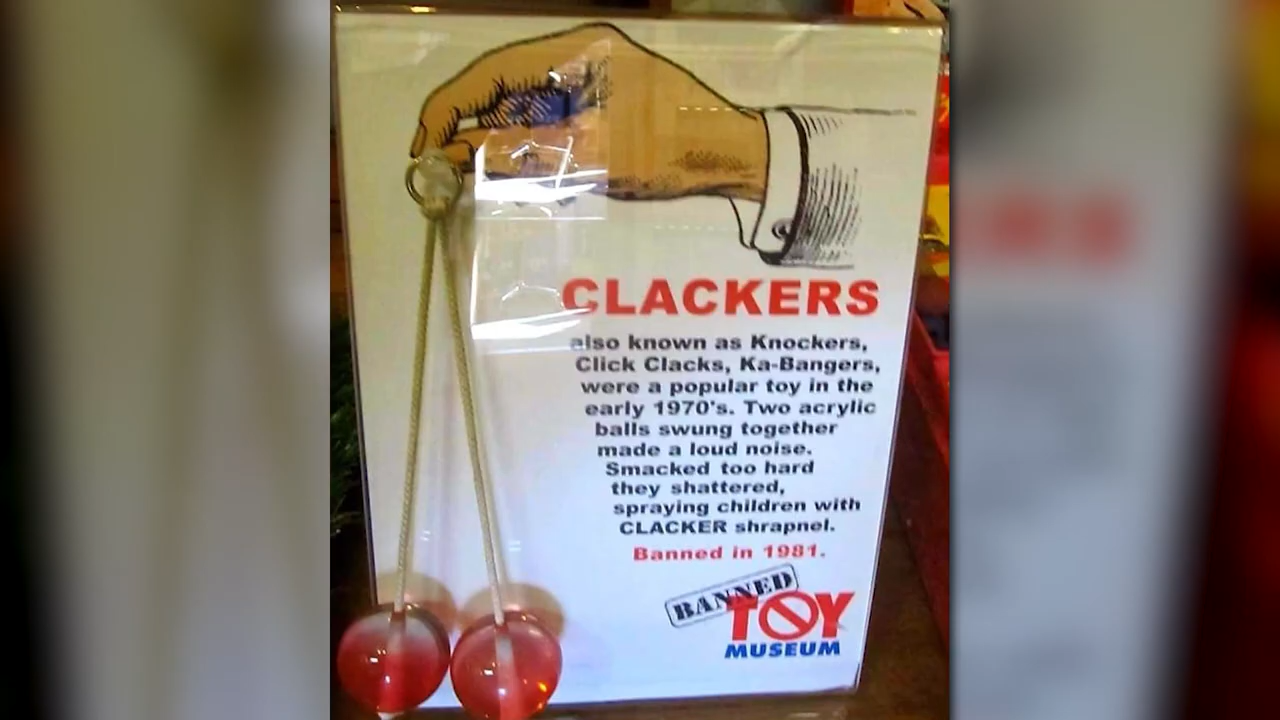 CLACKERS
also known as Knockers,
Click Clacks, Ka-Bangers,
were a popular toy in the
early 1970's. Two acrylic
balls swung together
made a loud noise.
Smacked too hard
they shattered,
spraying children with
CLACKER shrapnel.
Banned in 1981.
BANNED
TOY
MUSEUM